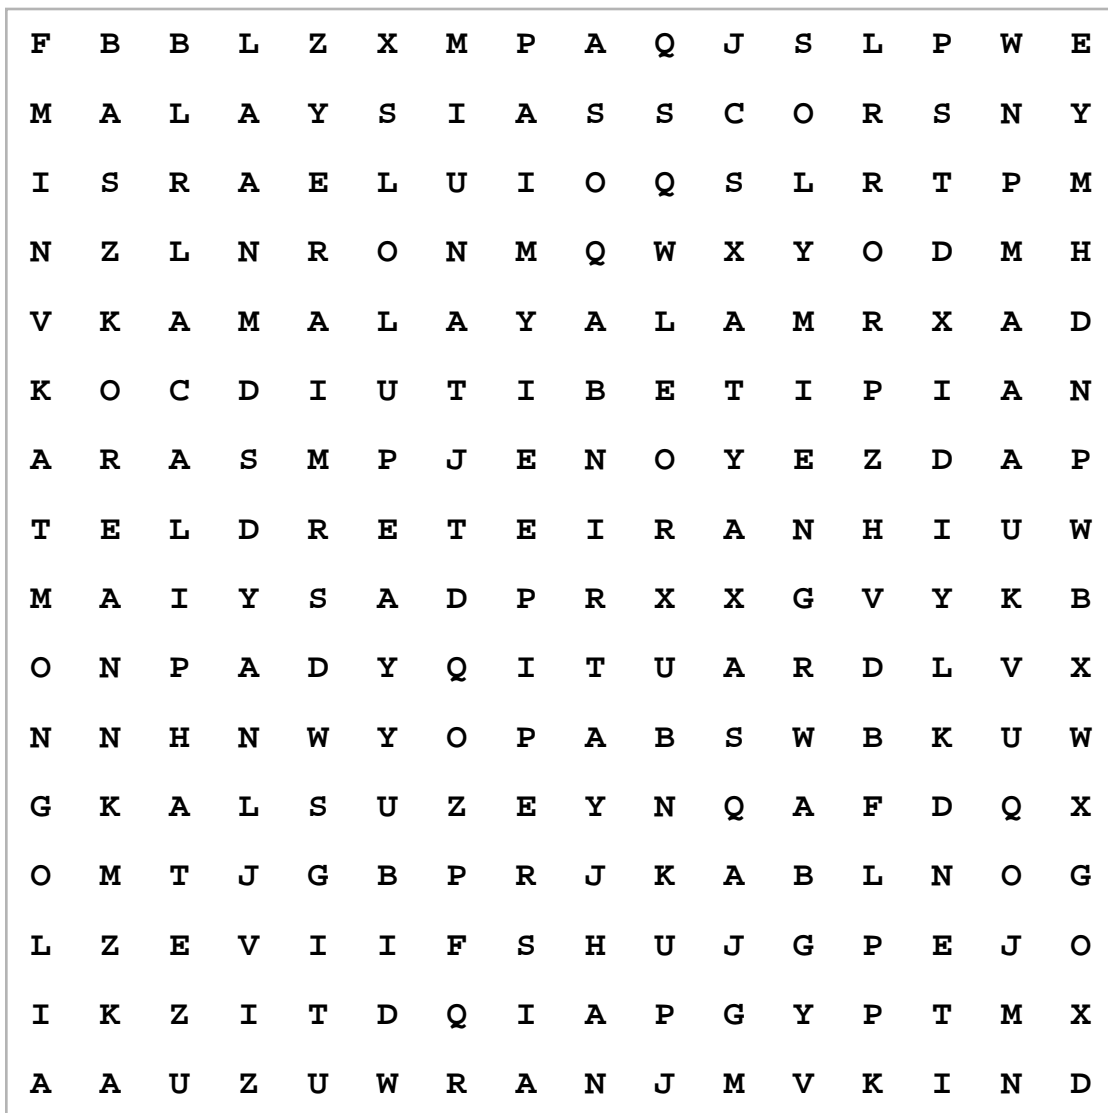 F B B L Z X M P A Q J S L P W E
M A L A Y S I A S S C O R S N Y
I S R A E L U I O Q S L R T P M
N Z L N R O N M Q W X Y O D M H
V K A M A L A Y A L A M R X A D
K O C D I U T I B E T I P I A N
A R A S M P J E N O Y E Z D A P
T E L D R E T E I R A N H I U W
M A I Y S A D P R X X G V Y K B
O N P A D Y Q I T U A R D L V X
N N H N W Y O P A B S W B K U W
G K A L S U Z E Y N Q A F D Q X
O M T J G B P R J K A B L N O G
L Z E V I I F S H U J G P E J O
I K Z I T D Q I A P G Y P T M X
A A U Z U W R A N J M V K I N D